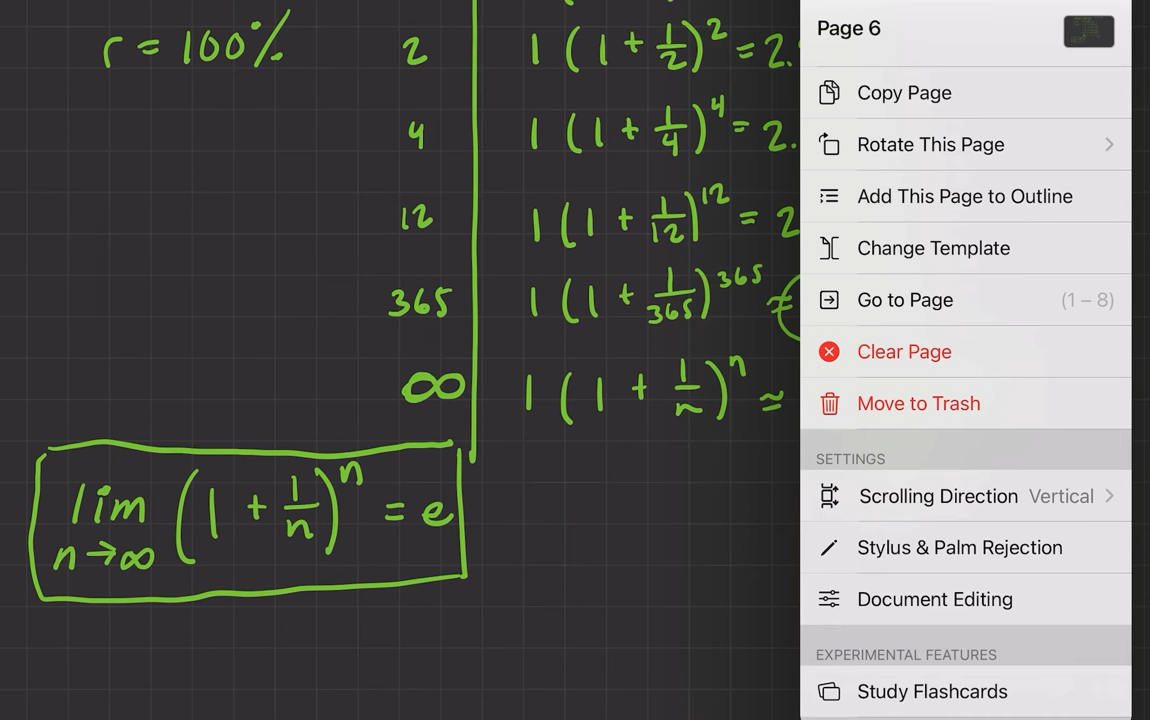 r = 100%
2
1 (1 + 1/2)^2 = 2.
4
1 (1 + 1/4)^4 = 2.
12
1 (1 + 1/12)^12 = 2
365
1 (1 + 1/365)^365 ≈
∞
1 (1 + 1/n)^n ≈
lim n→∞ (1 + 1/n)^n = e
Page 6
Copy Page
Rotate This Page
Add This Page to Outline
Change Template
Go to Page (1 – 8)
Clear Page
Move to Trash
SETTINGS
Scrolling Direction Vertical
Stylus & Palm Rejection
Document Editing
EXPERIMENTAL FEATURES
Study Flashcards